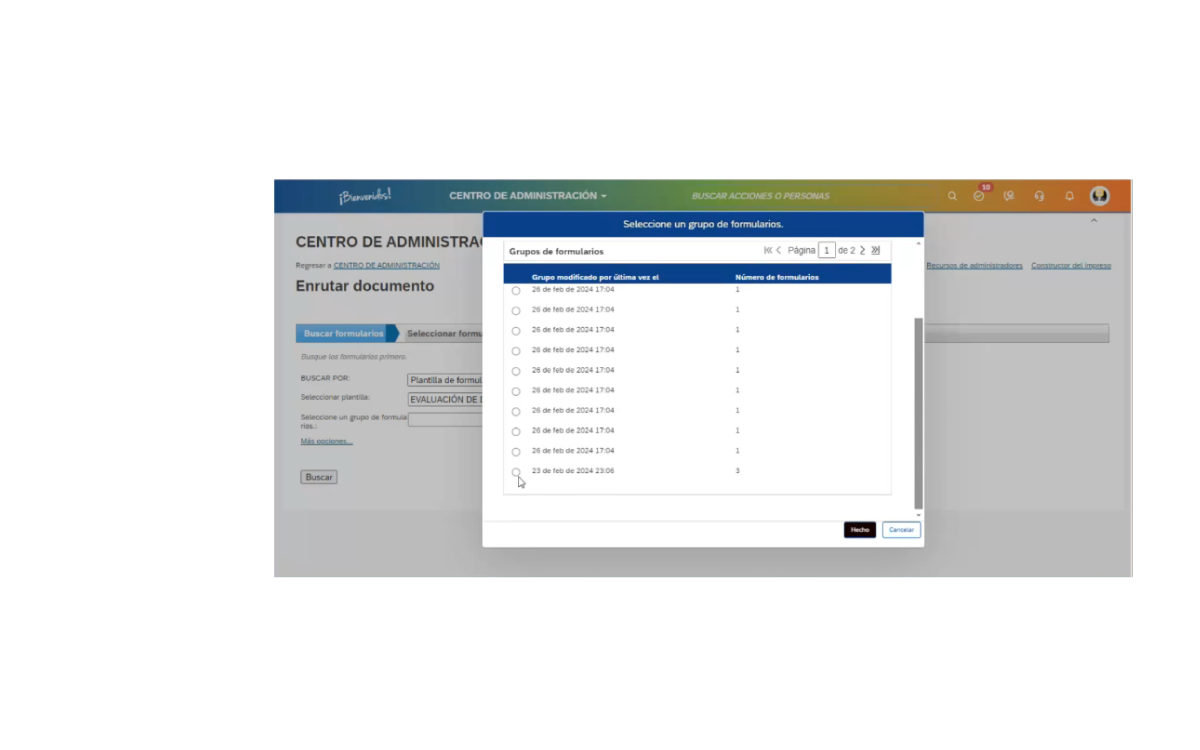 ¡Bienvenidos!
CENTRO DE ADMINISTRACIÓN
BUSCAR ACCIONES O PERSONAS
10
Seleccione un grupo de formularios.
CENTRO DE ADMINISTRA
Regresar a CENTRO DE ADMINISTRACIÓN
Recursos de administradores
Constructor del impreso
Enrutar documento
Grupos de formularios
Página 1 de 2
Grupo modificado por última vez el
Número de formularios
26 de feb de 2024 17:04 1
26 de feb de 2024 17:04 1
26 de feb de 2024 17:04 1
26 de feb de 2024 17:04 1
26 de feb de 2024 17:04 1
26 de feb de 2024 17:04 1
26 de feb de 2024 17:04 1
26 de feb de 2024 17:04 1
26 de feb de 2024 17:04 1
23 de feb de 2024 23:06 3
Buscar formularios
Seleccionar formu
Busque los formularios primero.
BUSCAR POR:
Plantilla de formul
Seleccionar plantilla:
EVALUACIÓN DE
Seleccione un grupo de formula
rios.:
Más opciones...
Buscar
Hecho
Cancelar